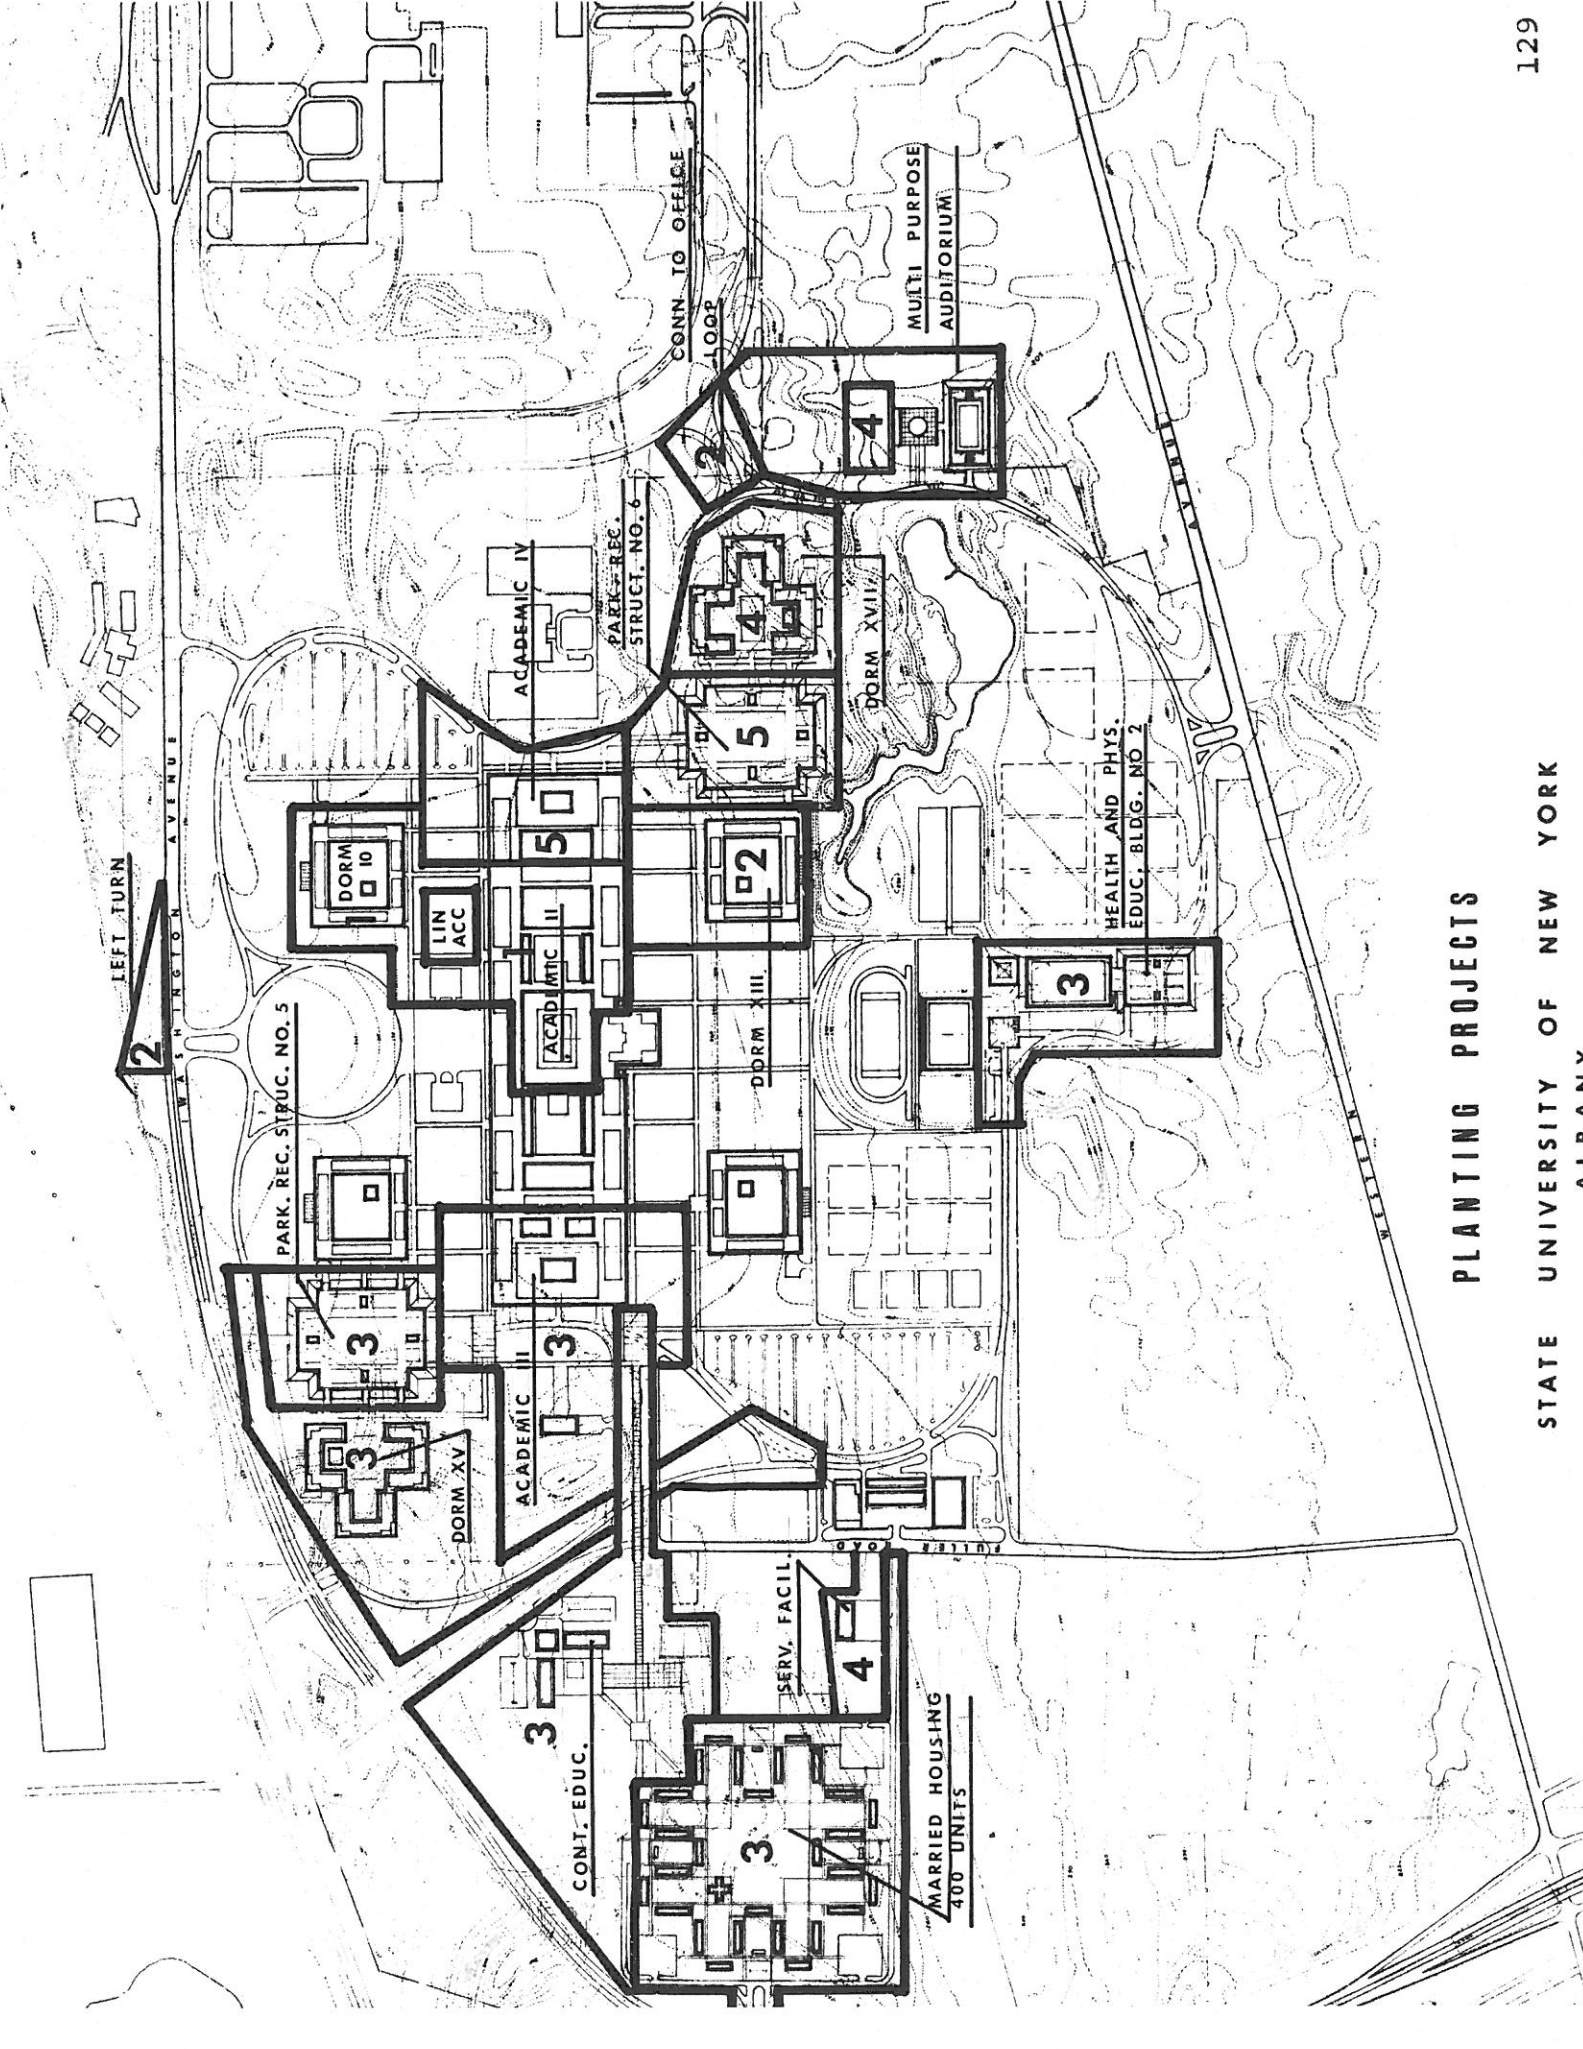 129
LEFT TURN
2
WASHINGTON AVENUE
PARK. REC. STRUC. NO. 5
3
3
DORM XV
DORM
10
LIN
ACC
ACADEMIC IV
5
ACADEMIC II
ACADEMIC III
3
PARK. REC.
STRUCT. NO. 6
5
CONN TO OFFICE
LOOP
2
4
DORM XVII
MULTI PURPOSE
AUDITORIUM
4
2
DORM XIII
HEALTH AND PHYS.
EDUC. BLDG. NO 2
3
CONT. EDUC.
3
SERV. FACIL.
4
FULLER ROAD
MARRIED HOUSING
400 UNITS
3
WESTERN AVENUE
PLANTING PROJECTS
STATE UNIVERSITY OF NEW YORK
ALBANY